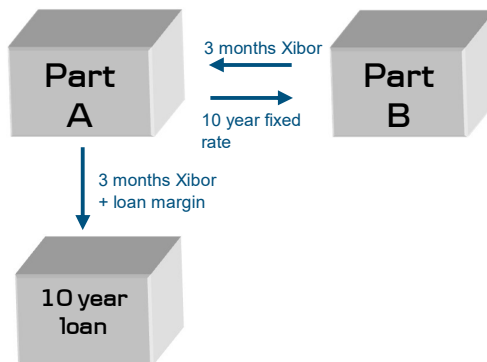 3 months Xibor
Part
A
Part
B
10 year fixed
rate
3 months Xibor
+ loan margin
10 year
loan